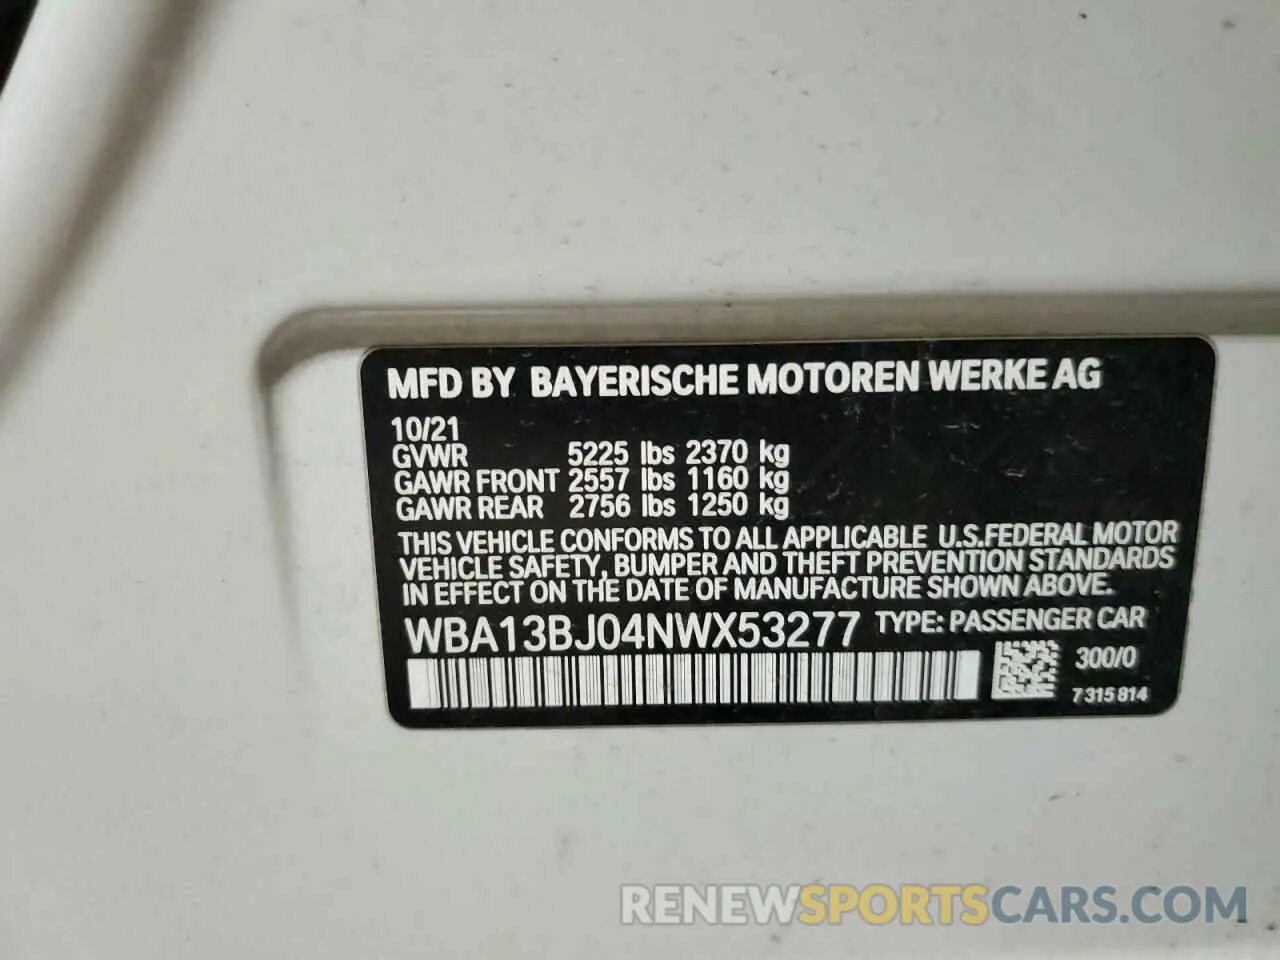 MFD BY BAYERISCHE MOTOREN WERKE AG
10/21
GVWR 5225 lbs 2370 kg
GAWR FRONT 2557 lbs 1160 kg
GAWR REAR 2756 lbs 1250 kg
THIS VEHICLE CONFORMS TO ALL APPLICABLE U.S.FEDERAL MOTOR
VEHICLE SAFETY, BUMPER AND THEFT PREVENTION STANDARDS
IN EFFECT ON THE DATE OF MANUFACTURE SHOWN ABOVE.
WBA13BJ04NWX53277 TYPE: PASSENGER CAR
300/0
7 315 814
RENEWSPORTSCARS.COM